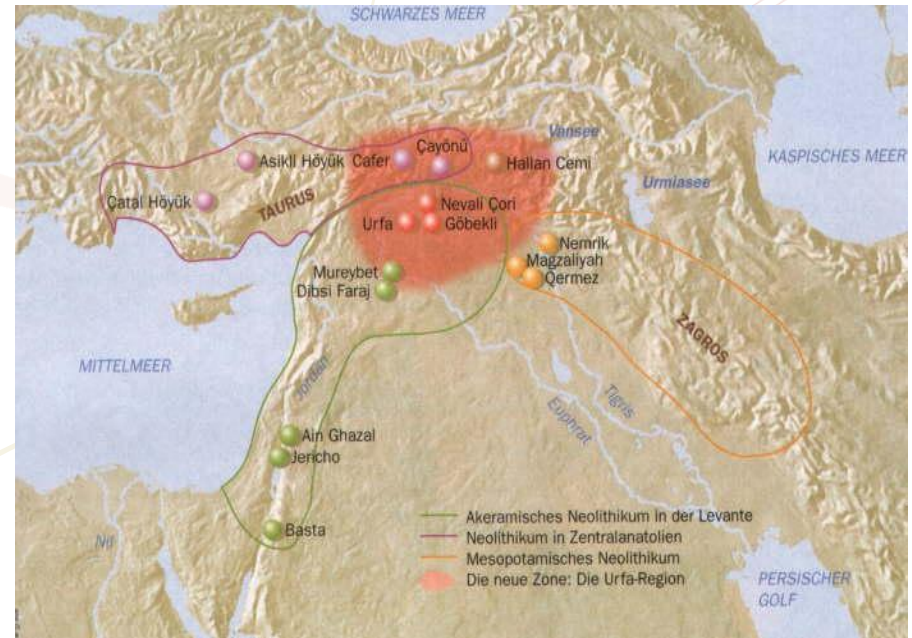 SCHWARZES MEER
Vansee
KASPISCHES MEER
Çayönü
Asikli Höyük
Cafer
Hallan Cemi
Urmiasee
Çatal Höyük
TAURUS
Nevali Çori
Urfa
Göbekli
Nemrik
Magzaliyah
Qermez
Mureybet
Dibsi Faraj
ZAGROS
MITTELMEER
Jordan
Tigris
Euphrat
Ain Ghazal
Jericho
Basta
Nil
Akeramisches Neolithikum in der Levante
Neolithikum in Zentralanatolien
Mesopotamisches Neolithikum
Die neue Zone: Die Urfa-Region
PERSISCHER
GOLF